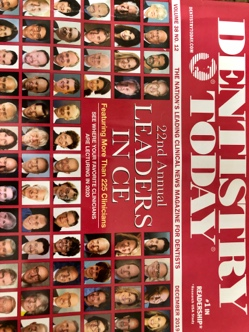 DENTISTRYTODAY.COM
VOLUME 38 NO. 12
THE NATION'S LEADING CLINICAL NEWS MAGAZINE FOR DENTISTS
DECEMBER 2019
DENTISTRY
TODAY®
#1 IN
READERSHIP*
22nd Annual
LEADERS
IN CE
Featuring More Than 225 Clinicians
SEE WHERE YOUR FAVORITE CLINICIANS
ARE LECTURING IN 2020